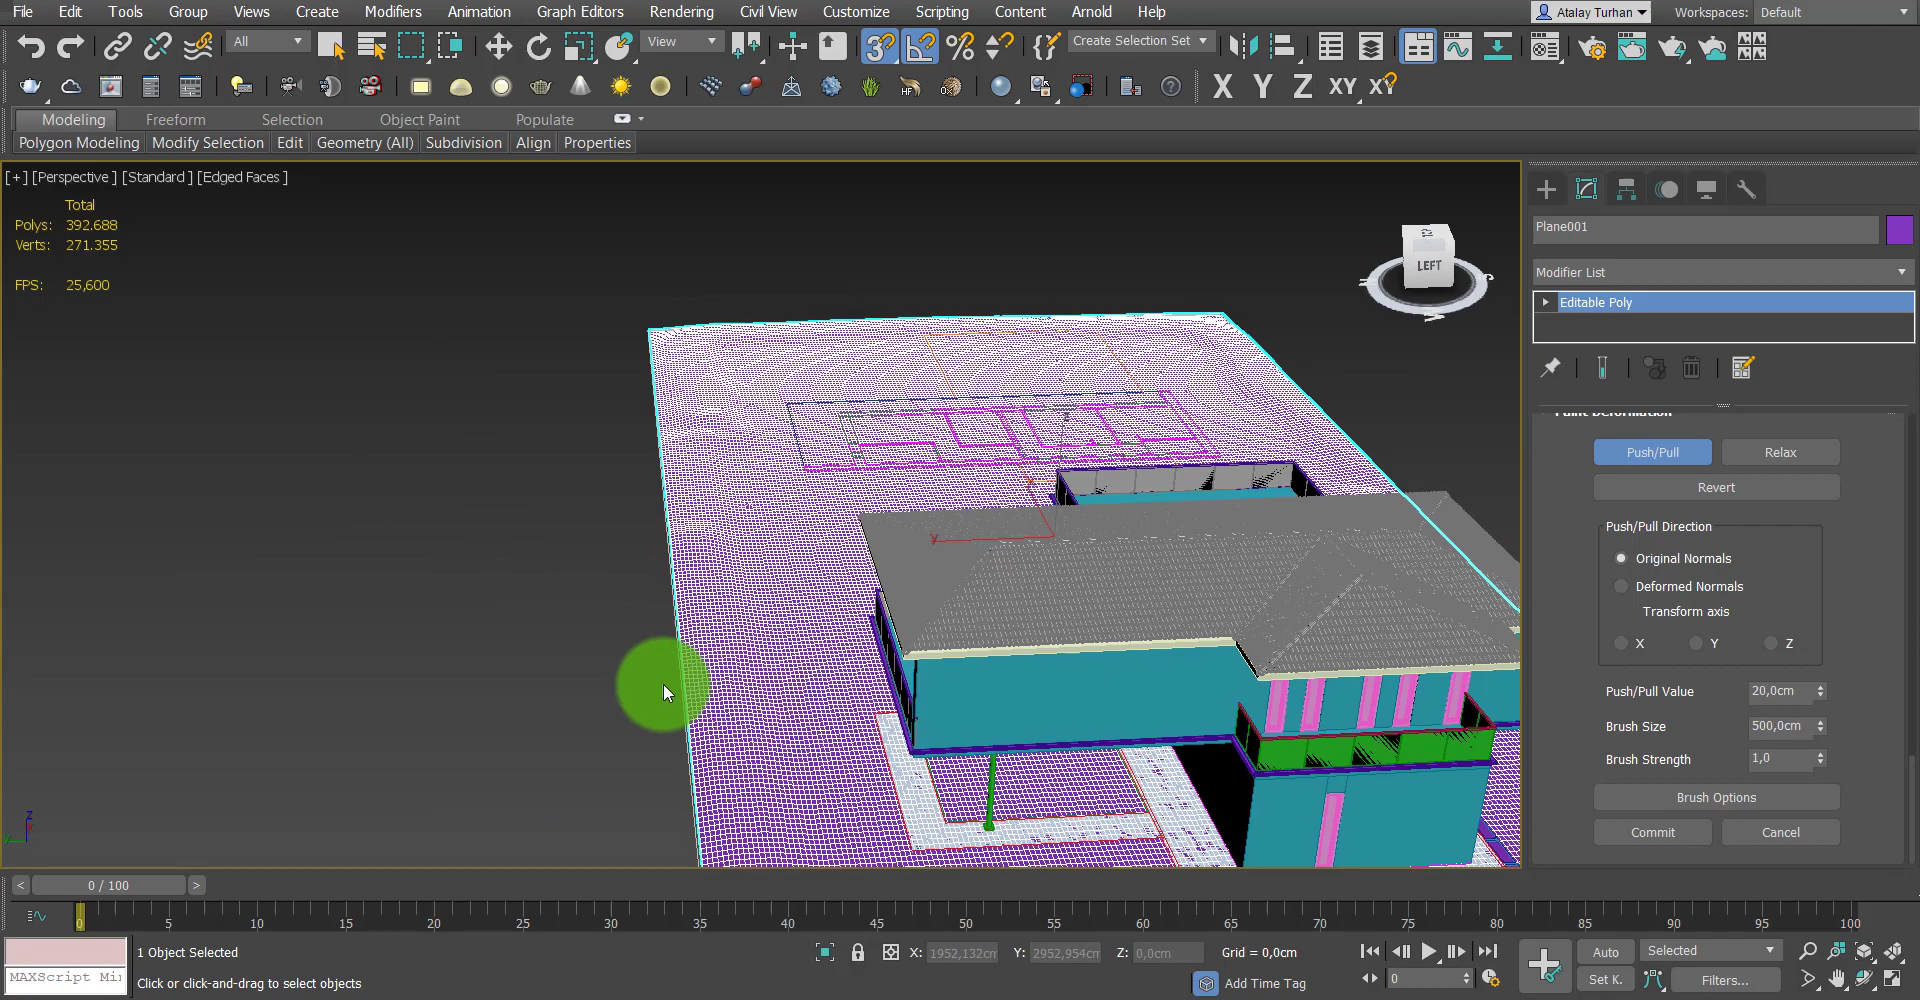 File Edit Tools Group Views Create Modifiers Animation Graph Editors Rendering Civil View Customize Scripting Content Arnold Help Atalay Turhan Workspaces: Default
All View Create Selection Set
X Y Z XY XY
Modeling Freeform Selection Object Paint Populate
Polygon Modeling Modify Selection Edit Geometry (All) Subdivision Align Properties
[+] [Perspective ] [Standard ] [Edged Faces ]
Total
Polys: 392.688
Verts: 271.355
FPS: 25,600
LEFT
Plane001
Modifier List
Editable Poly
Paint Deformation
Push/Pull Relax
Revert
Push/Pull Direction
Original Normals
Deformed Normals
Transform axis
X Y Z
Push/Pull Value 20,0cm
Brush Size 500,0cm
Brush Strength 1,0
Brush Options
Commit Cancel
y
z
< 0 / 100 >
0 5 10 15 20 25 30 35 40 45 50 55 60 65 70 75 80 85 90 95 100
1 Object Selected X: 1952,132cm Y: 2952,954cm Z: 0,0cm Grid = 0,0cm Auto Selected
MAXScript Mi Click or click-and-drag to select objects Add Time Tag 0 Set K. Filters...